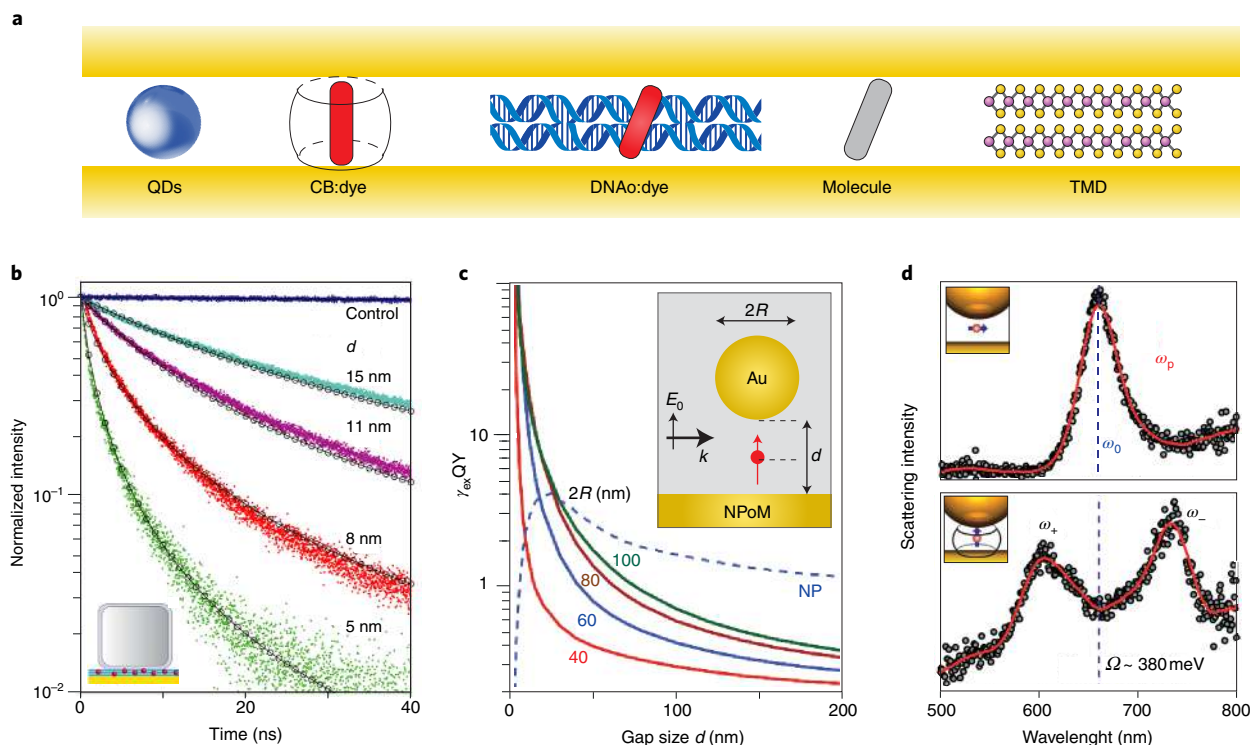 a
QDs
CB:dye
DNAo:dye
Molecule
TMD
b
Normalized intensity
10⁰
10⁻¹
10⁻²
Control
d
15 nm
11 nm
8 nm
5 nm
0
20
40
Time (ns)
c
γexQY
10
1
2R
Au
E₀
k
d
NPoM
2R (nm)
100
80
60
40
NP
0
100
200
Gap size d (nm)
d
Scattering intensity
ωp
ω₀
ω₊
ω₋
Ω ~ 380 meV
500
600
700
800
Wavelenght (nm)